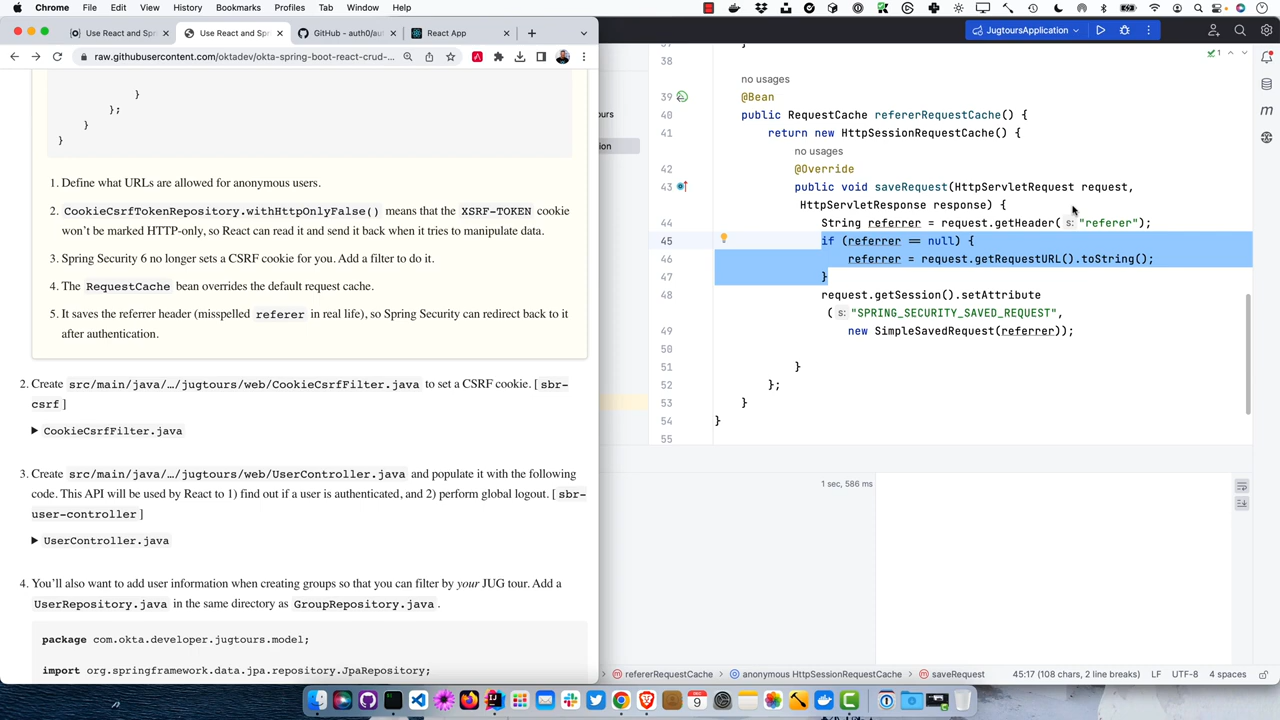 Chrome File Edit View History Bookmarks Profiles Tab Window Help
Use React and Spr Use React and Spr GitHub - auth0/au React App
raw.githubusercontent.com/oktadev/okta-spring-boot-react-crud-...
}
};
}
}
1. Define what URLs are allowed for anonymous users.
2. CookieCsrfTokenRepository.withHttpOnlyFalse() means that the XSRF-TOKEN cookie
won't be marked HTTP-only, so React can read it and send it back when it tries to manipulate data.
3. Spring Security 6 no longer sets a CSRF cookie for you. Add a filter to do it.
4. The RequestCache bean overrides the default request cache.
5. It saves the referrer header (misspelled referer in real life), so Spring Security can redirect back to it
after authentication.
2. Create src/main/java/…/jugtours/web/CookieCsrfFilter.java to set a CSRF cookie. [ sbr-
csrf ]
CookieCsrfFilter.java
3. Create src/main/java/…/jugtours/web/UserController.java and populate it with the following
code. This API will be used by React to 1) find out if a user is authenticated, and 2) perform global logout. [ sbr-
user-controller ]
UserController.java
4. You'll also want to add user information when creating groups so that you can filter by your JUG tour. Add a
UserRepository.java in the same directory as GroupRepository.java.
package com.okta.developer.jugtours.model;
import org.springframework.data.jpa.repository.JpaRepository;
JugtoursApplication
1
ours
ion
38
no usages
39 @Bean
40 public RequestCache refererRequestCache() {
41 return new HttpSessionRequestCache() {
no usages
42 @Override
43 public void saveRequest(HttpServletRequest request,
HttpServletResponse response) {
44 String referrer = request.getHeader( s: "referer");
45 if (referrer == null) {
46 referrer = request.getRequestURL().toString();
47 }
48 request.getSession().setAttribute
( s: "SPRING_SECURITY_SAVED_REQUEST",
49 new SimpleSavedRequest(referrer));
50
51 }
52 };
53 }
54 }
55
1 sec, 586 ms
refererRequestCache > anonymous HttpSessionRequestCache > saveRequest 45:17 (108 chars, 2 line breaks) LF UTF-8 4 spaces